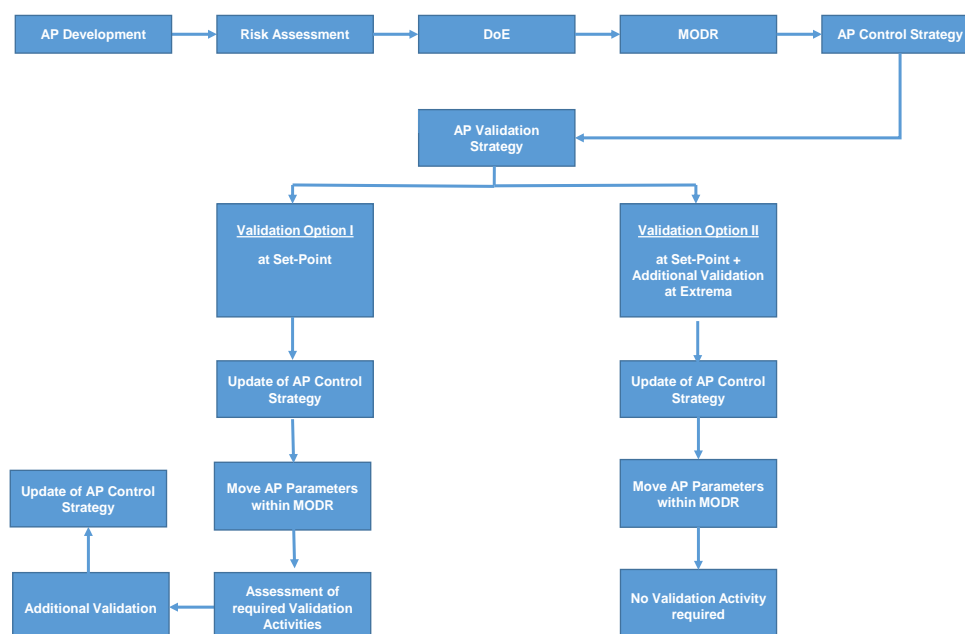 AP Development
Risk Assessment
DoE
MODR
AP Control Strategy
AP Validation
Strategy
Validation Option I
at Set-Point
Validation Option II
at Set-Point +
Additional Validation
at Extrema
Update of AP Control
Strategy
Update of AP Control
Strategy
Move AP Parameters
within MODR
Move AP Parameters
within MODR
Update of AP Control
Strategy
Additional Validation
Assessment of
required Validation
Activities
No Validation Activity
required